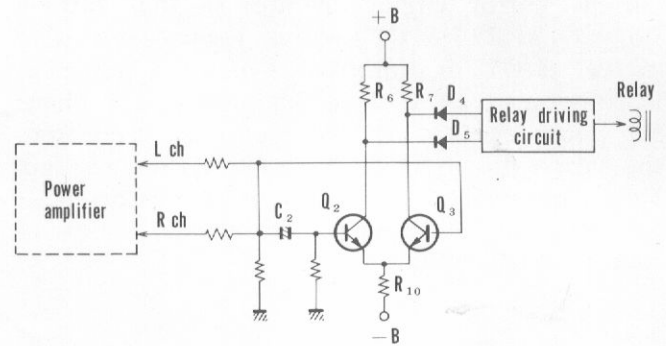 +B
R6
R7
D4
D5
Relay driving
circuit
Relay
L ch
Power
amplifier
R ch
C2
Q2
Q3
R10
−B